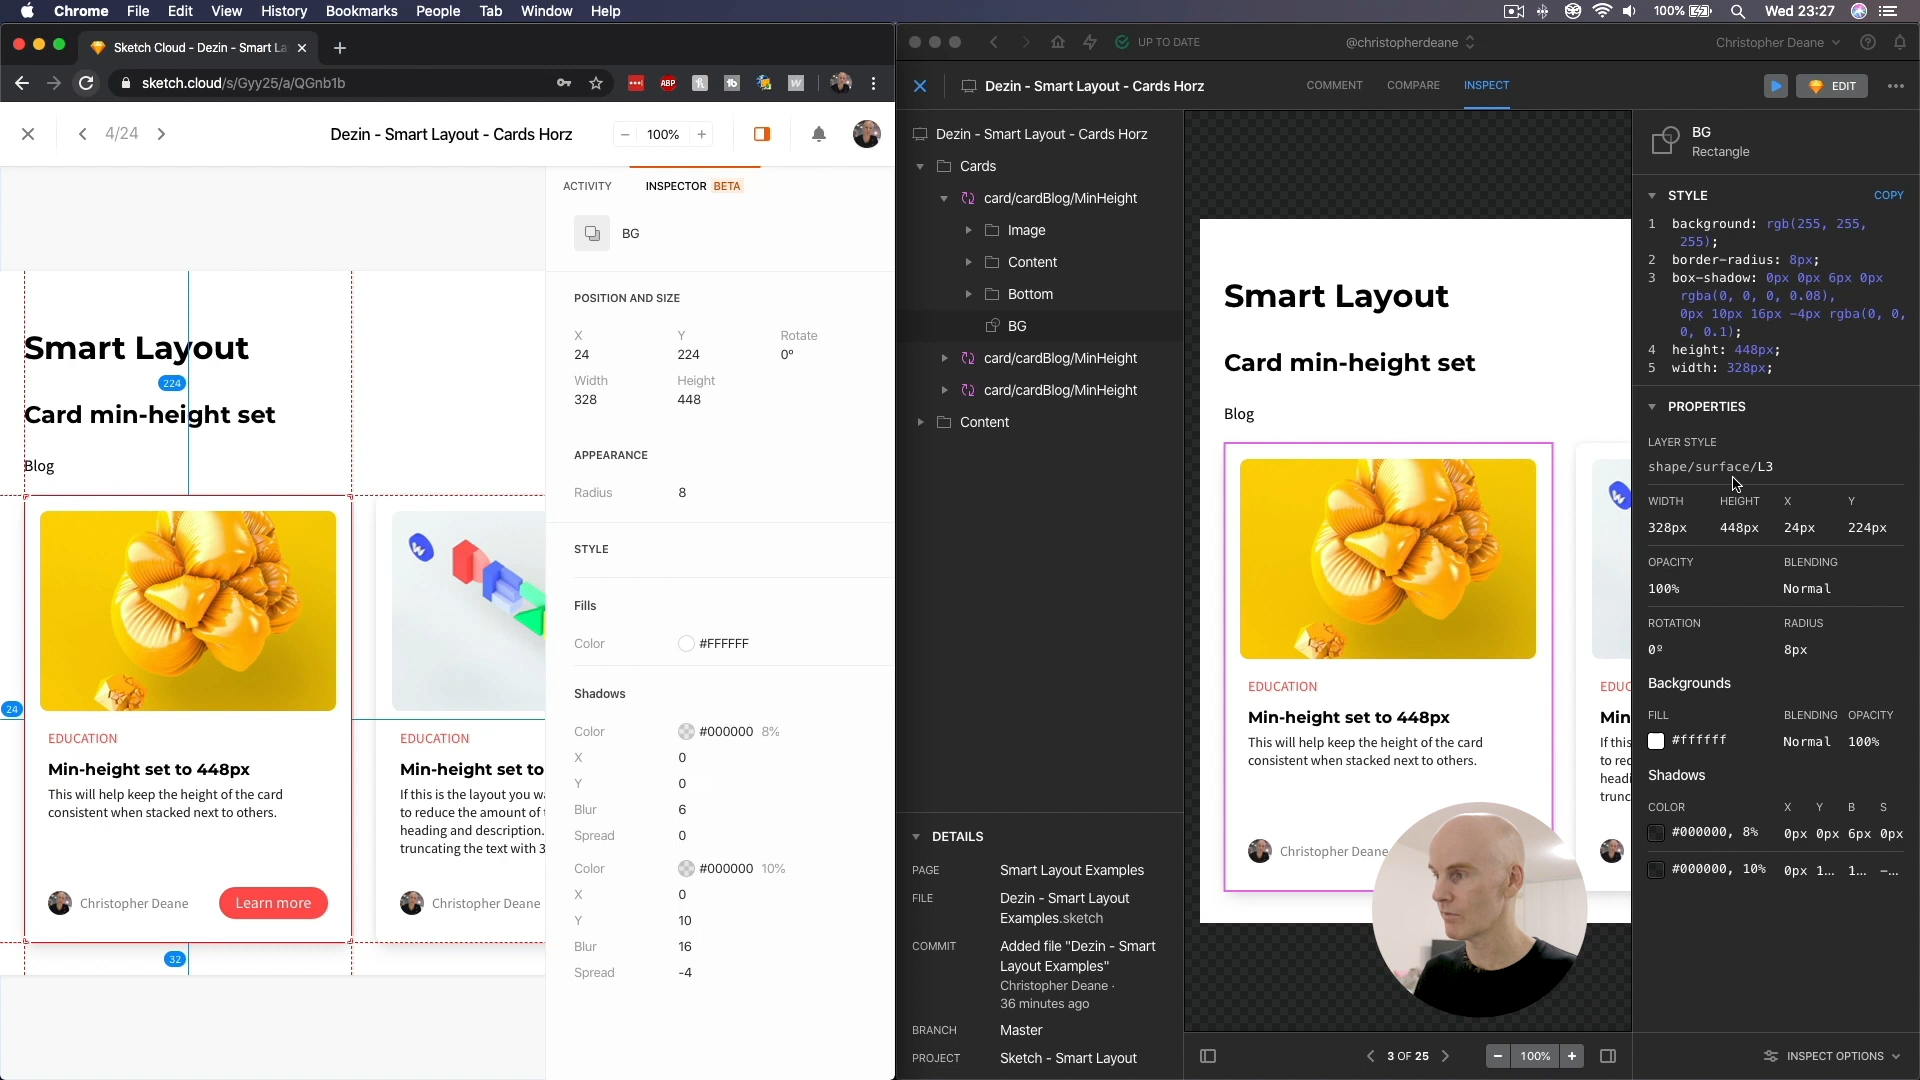 Chrome File Edit View History Bookmarks People Tab Window Help
100% Wed 23:27
Sketch Cloud - Dezin - Smart La
sketch.cloud/s/Gyy25/a/QGnb1b
ABP
4/24
Dezin - Smart Layout - Cards Horz
100%
Smart Layout
224
Card min-height set
Blog
24
EDUCATION
Min-height set to 448px
This will help keep the height of the card
consistent when stacked next to others.
Christopher Deane
Learn more
32
EDUCATION
Min-height set to
If this is the layout you w
to reduce the amount of
heading and description.
truncating the text with 3
Christopher Deane
ACTIVITY
INSPECTOR BETA
BG
POSITION AND SIZE
X Y Rotate
24 224 0°
Width Height
328 448
APPEARANCE
Radius 8
STYLE
Fills
Color #FFFFFF
Shadows
Color #000000 8%
X 0
Y 0
Blur 6
Spread 0
Color #000000 10%
X 0
Y 10
Blur 16
Spread -4
UP TO DATE
@christopherdeane
Christopher Deane
Dezin - Smart Layout - Cards Horz
COMMENT COMPARE INSPECT
EDIT
Dezin - Smart Layout - Cards Horz
Cards
card/cardBlog/MinHeight
Image
Content
Bottom
BG
card/cardBlog/MinHeight
card/cardBlog/MinHeight
Content
DETAILS
PAGE Smart Layout Examples
FILE Dezin - Smart Layout
Examples.sketch
COMMIT Added file "Dezin - Smart
Layout Examples"
Christopher Deane ·
36 minutes ago
BRANCH Master
PROJECT Sketch - Smart Layout
Smart Layout
Card min-height set
Blog
EDUCATION
Min-height set to 448px
This will help keep the height of the card
consistent when stacked next to others.
Christopher Deane
EDUC
Min
If this
to rec
headi
trunc
3 OF 25
100%
BG
Rectangle
STYLE COPY
1 background: rgb(255, 255,
255);
2 border-radius: 8px;
3 box-shadow: 0px 0px 6px 0px
rgba(0, 0, 0, 0.08),
0px 10px 16px -4px rgba(0, 0,
0, 0.1);
4 height: 448px;
5 width: 328px;
PROPERTIES
LAYER STYLE
shape/surface/L3
WIDTH HEIGHT X Y
328px 448px 24px 224px
OPACITY BLENDING
100% Normal
ROTATION RADIUS
0º 8px
Backgrounds
FILL BLENDING OPACITY
#ffffff Normal 100%
Shadows
COLOR X Y B S
#000000, 8% 0px 0px 6px 0px
#000000, 10% 0px 1... 1... -...
INSPECT OPTIONS